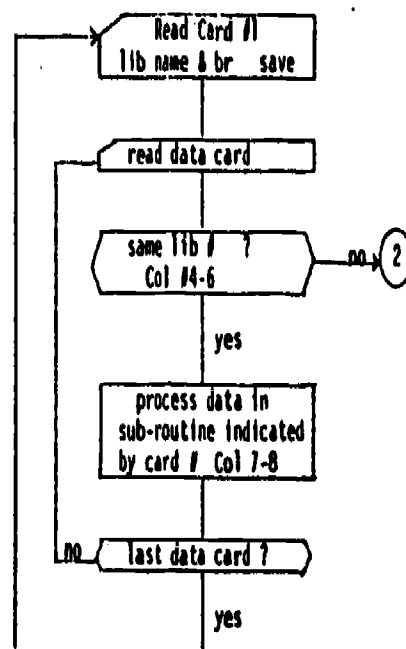 Read Card #1
lib name & br save
read data card
same lib # ?
Col #4-6
no
2
yes
process data in
sub-routine indicated
by card # Col 7-8
no
last data card ?
yes